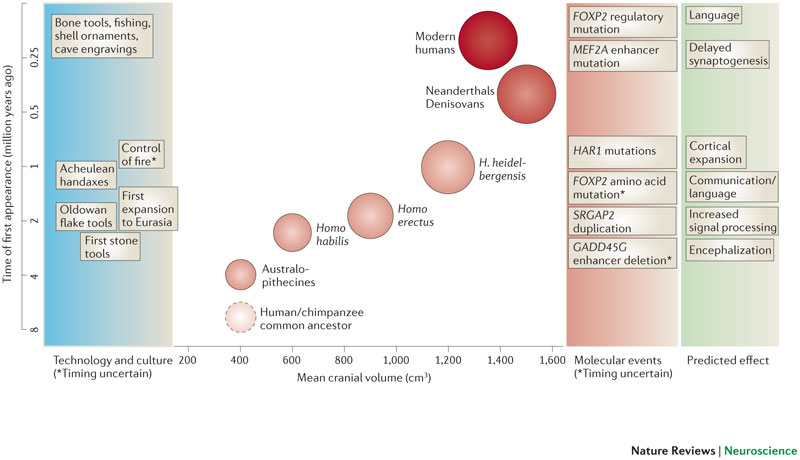 Time of first appearance (million years ago)
0.25
0.5
1
2
4
8
Bone tools, fishing,
shell ornaments,
cave engravings
Control
of fire*
Acheulean
handaxes
First
expansion
to Eurasia
Oldowan
flake tools
First stone
tools
Technology and culture
(*Timing uncertain)
Modern
humans
Neanderthals
Denisovans
H. heidel-
bergensis
Homo
erectus
Homo
habilis
Australo-
pithecines
Human/chimpanzee
common ancestor
200 400 600 800 1,000 1,200 1,400 1,600
Mean cranial volume (cm³)
FOXP2 regulatory
mutation
MEF2A enhancer
mutation
HAR1 mutations
FOXP2 amino acid
mutation*
SRGAP2
duplication
GADD45G
enhancer deletion*
Molecular events
(*Timing uncertain)
Language
Delayed
synaptogenesis
Cortical
expansion
Communication/
language
Increased
signal processing
Encephalization
Predicted effect
Nature Reviews | Neuroscience